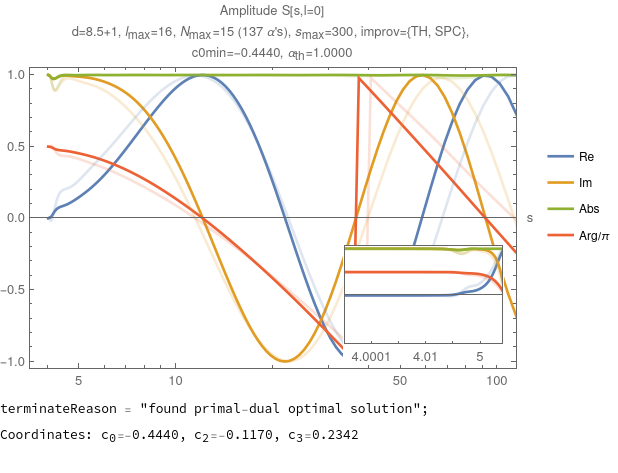 Amplitude S[s,l=0]
d=8.5+1, lmax=16, Nmax=15 (137 α's), smax=300, improv={TH, SPC},
c0min=-0.4440, αth=1.0000
1.0
0.5
0.0
-0.5
-1.0
5 10 50 100
s
4.0001 4.01 5
Re
Im
Abs
Arg/π
terminateReason = "found primal-dual optimal solution";
Coordinates: c0=-0.4440, c2=-0.1170, c3=0.2342